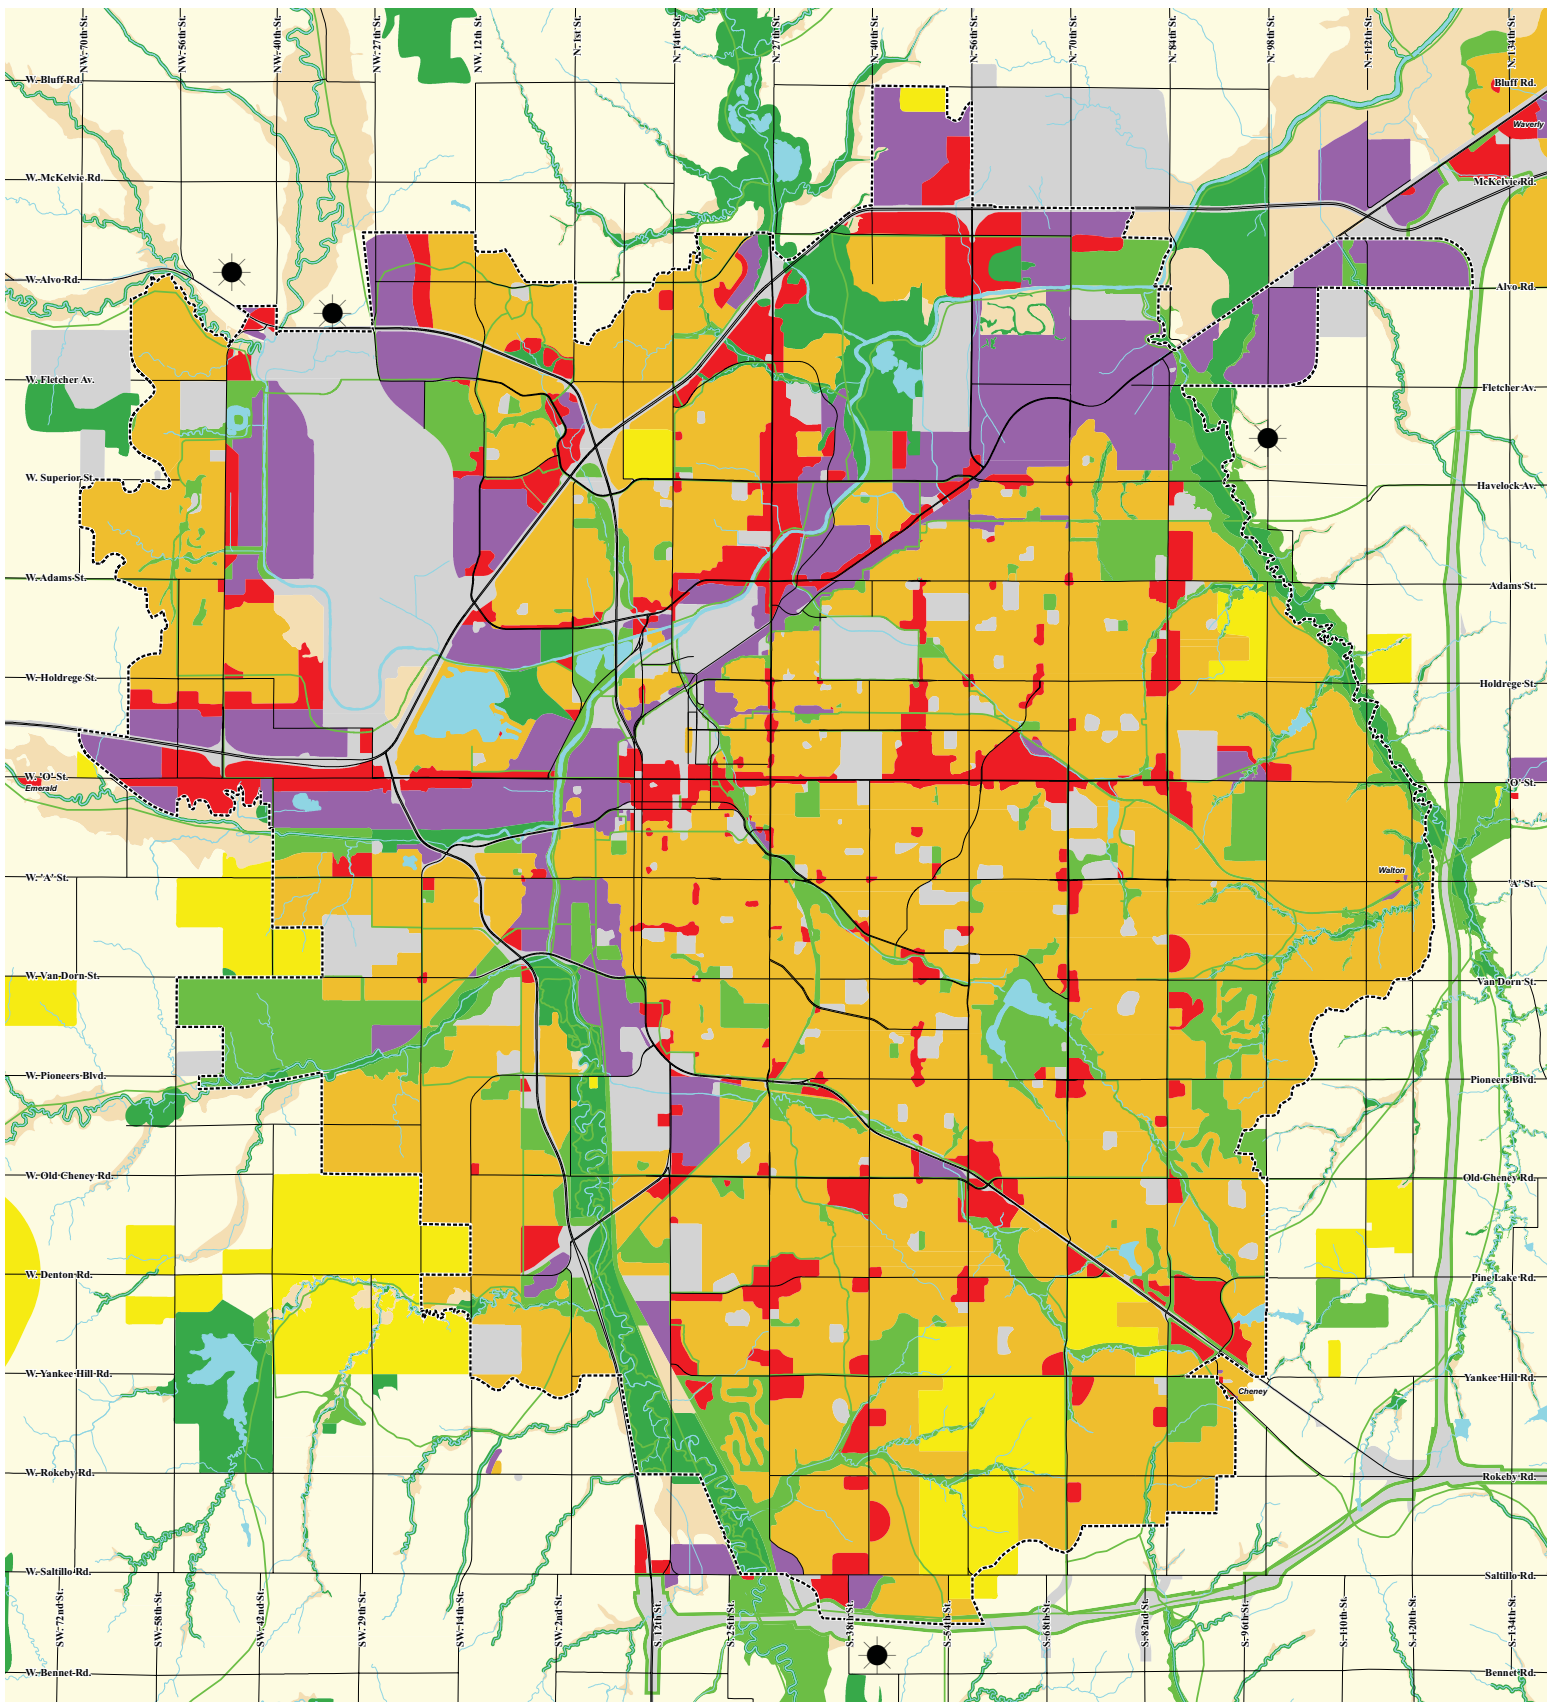 NW. 70th St.
NW. 56th St.
NW. 40th St.
NW. 27th St.
NW. 12th St.
N. 1st St.
N. 14th St.
N. 27th St.
N. 40th St.
N. 56th St.
N. 70th St.
N. 84th St.
N. 98th St.
N. 112th St.
N. 134th St.
W. Bluff Rd.
Bluff Rd.
Waverly
W. McKelvie Rd.
McKelvie Rd.
W. Alvo Rd.
Alvo Rd.
W. Fletcher Av.
Fletcher Av.
W. Superior St.
Havelock Av.
W. Adams St.
Adams St.
W. Holdrege St.
Holdrege St.
W. 'O' St.
'O' St.
Emerald
Walton
W. 'A' St.
'A' St.
W. Van Dorn St.
Van Dorn St.
W. Pioneers Blvd.
Pioneers Blvd.
W. Old Cheney Rd.
Old Cheney Rd.
W. Denton Rd.
Pine Lake Rd.
W. Yankee Hill Rd.
Yankee Hill Rd.
Cheney
W. Rokeby Rd.
Rokeby Rd.
W. Saltillo Rd.
Saltillo Rd.
SW. 72nd St.
SW. 58th St.
SW. 42nd St.
SW. 29th St.
SW. 14th St.
SW. 2nd St.
S. 12th St.
S. 25th St.
S. 38th St.
S. 54th St.
S. 68th St.
S. 82nd St.
S. 96th St.
S. 110th St.
S. 120th St.
S. 134th St.
W. Bennet Rd.
Bennet Rd.